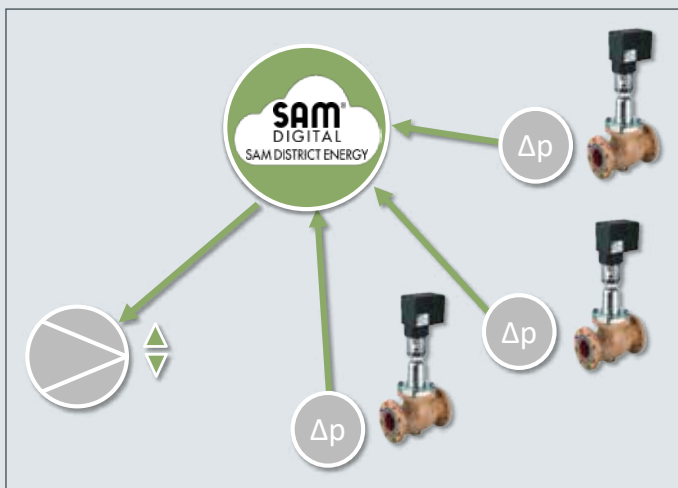 SAM®
DIGITAL
SAM DISTRICT ENERGY
Δp
Δp
Δp